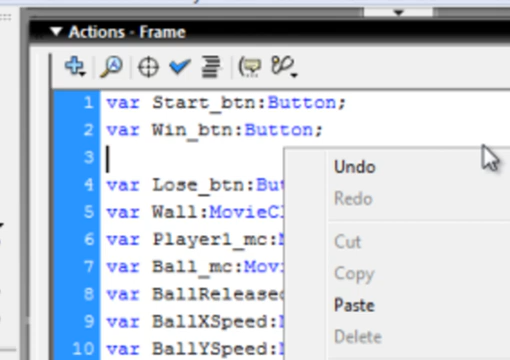 Actions - Frame
1 var Start_btn:Button;
2 var Win_btn:Button;
3
4 var Lose_btn:But
5 var Wall:MovieCl
6 var Player1_mc:M
7 var Ball_mc:Movi
8 var BallReleased
9 var BallXSpeed:
10 var BallYSpeed:
Undo
Redo
Cut
Copy
Paste
Delete